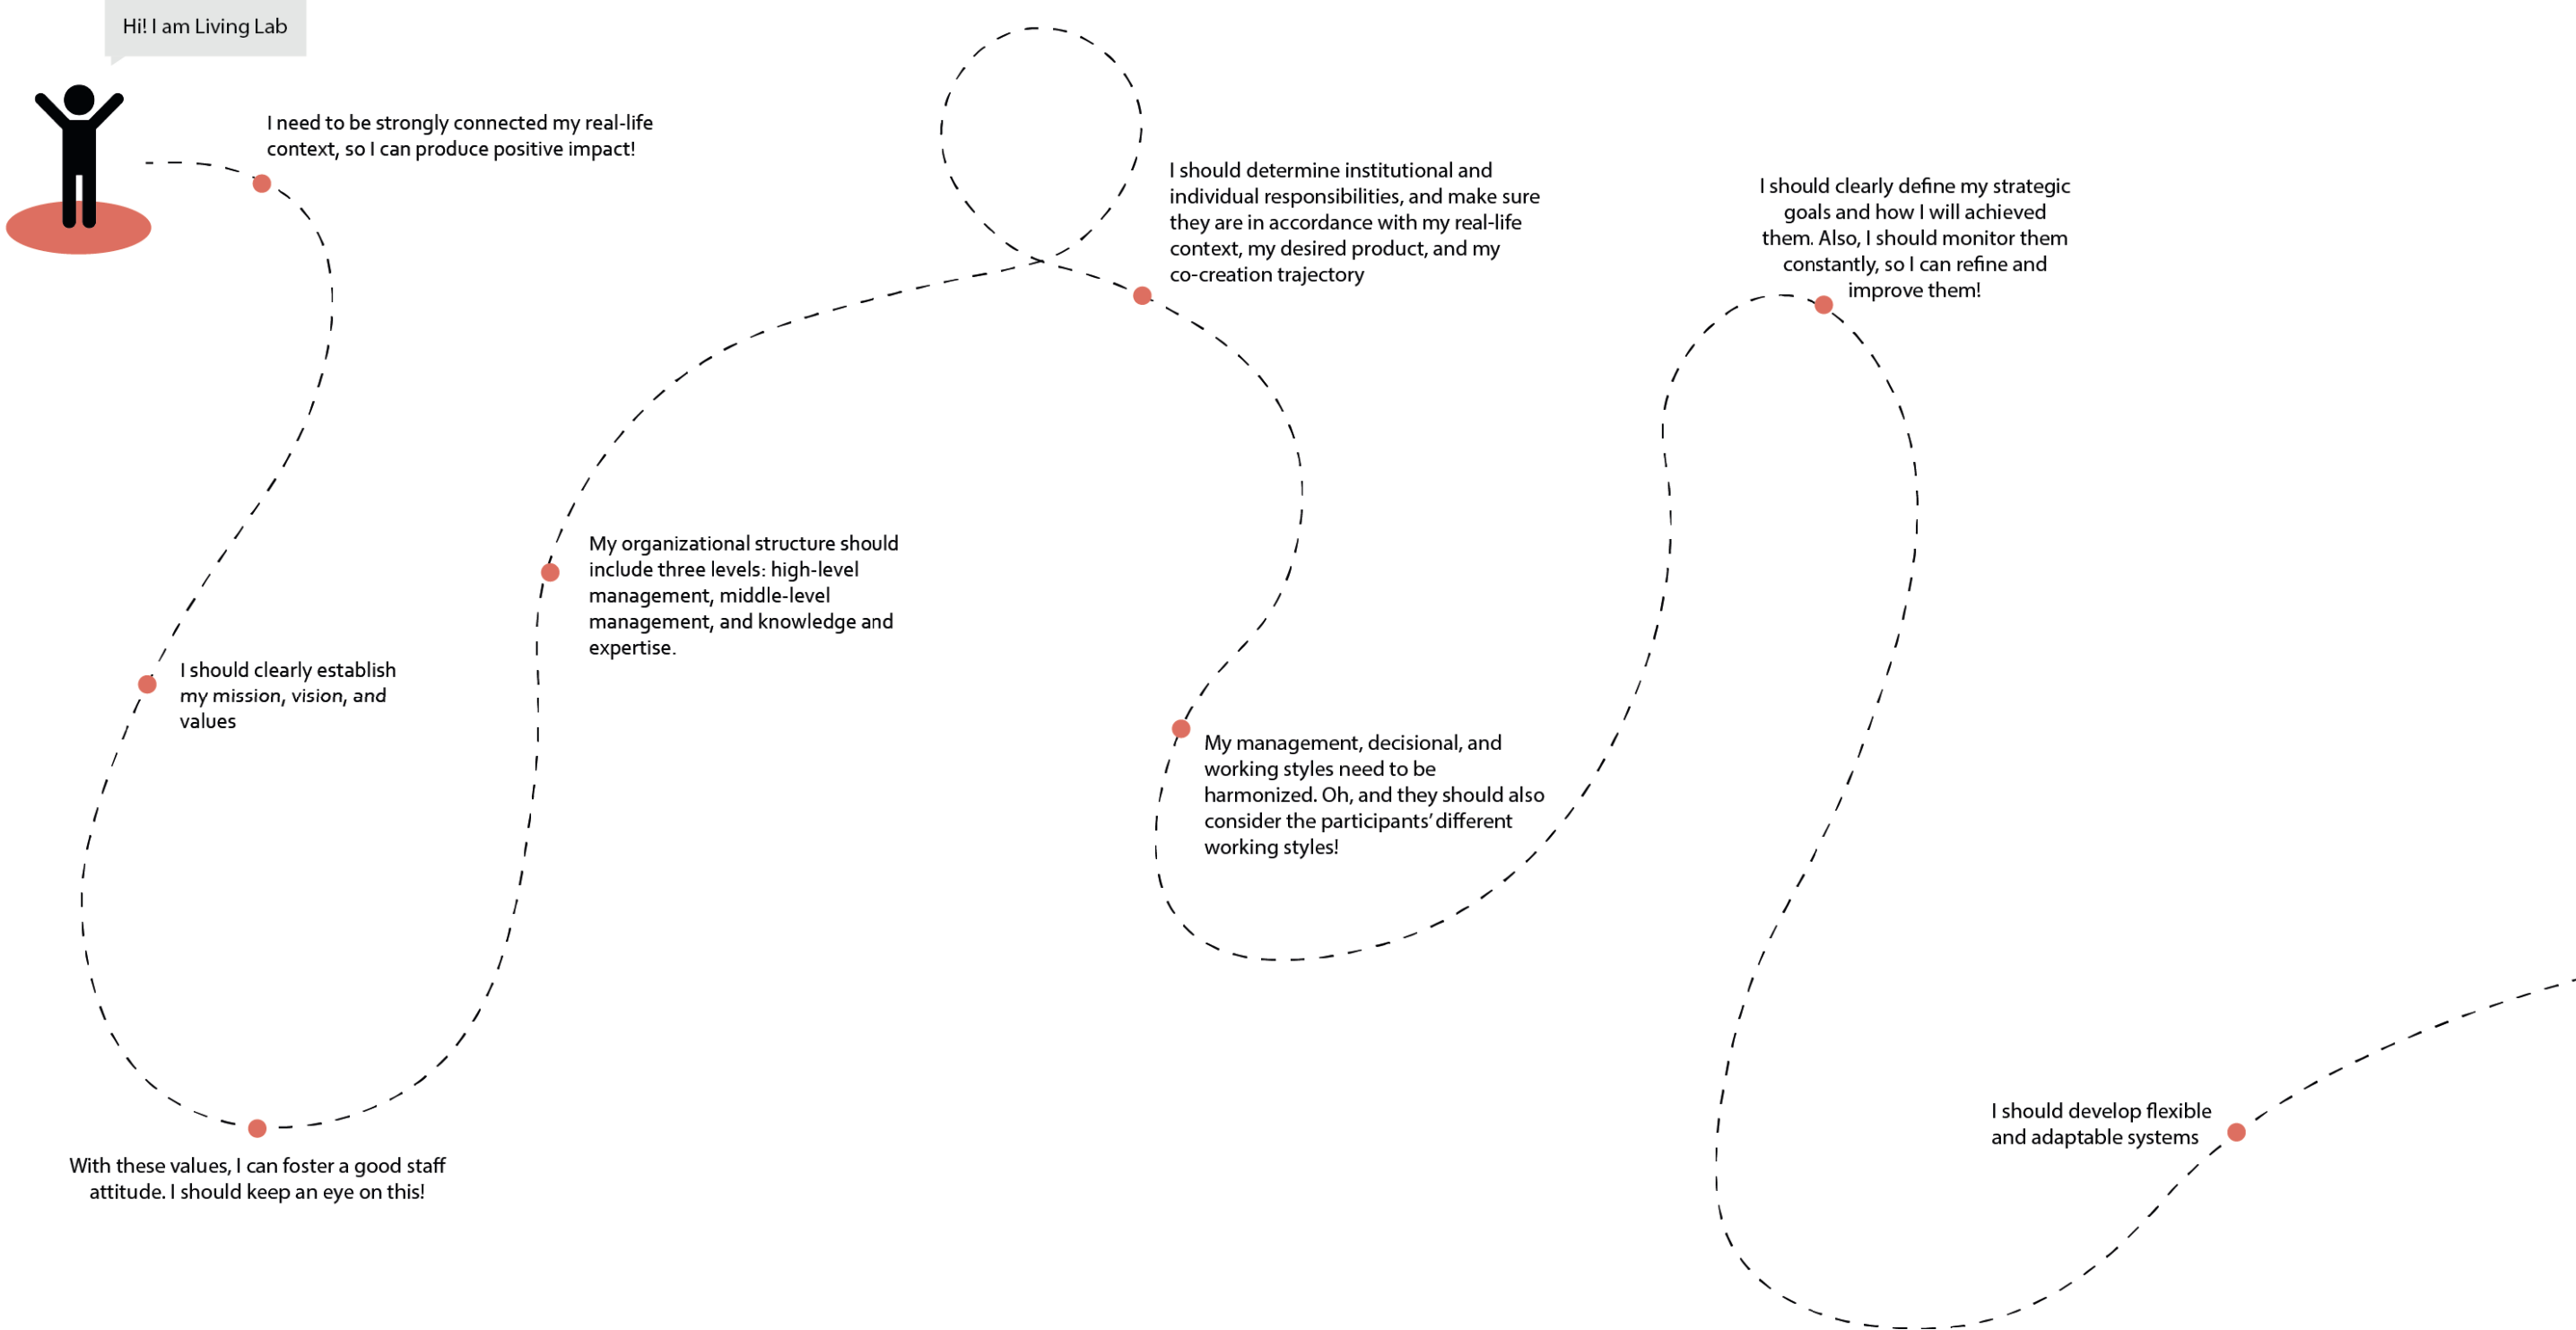 Hi! I am Living Lab
I need to be strongly connected my real-life
context, so I can produce positive impact!
I should clearly establish
my mission, vision, and
values
With these values, I can foster a good staff
attitude. I should keep an eye on this!
My organizational structure should
include three levels: high-level
management, middle-level
management, and knowledge and
expertise.
I should determine institutional and
individual responsibilities, and make sure
they are in accordance with my real-life
context, my desired product, and my
co-creation trajectory
My management, decisional, and
working styles need to be
harmonized. Oh, and they should also
consider the participants’ different
working styles!
I should clearly define my strategic
goals and how I will achieved
them. Also, I should monitor them
constantly, so I can refine and
improve them!
I should develop flexible
and adaptable systems